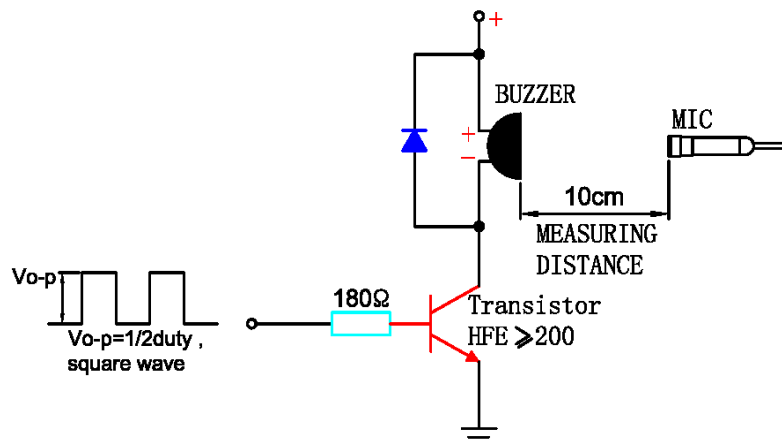 +
BUZZER
+
−
MIC
10cm
MEASURING
DISTANCE
Vo-p
180Ω
Transistor
HFE ⩾200
Vo-p=1/2duty ,
square wave